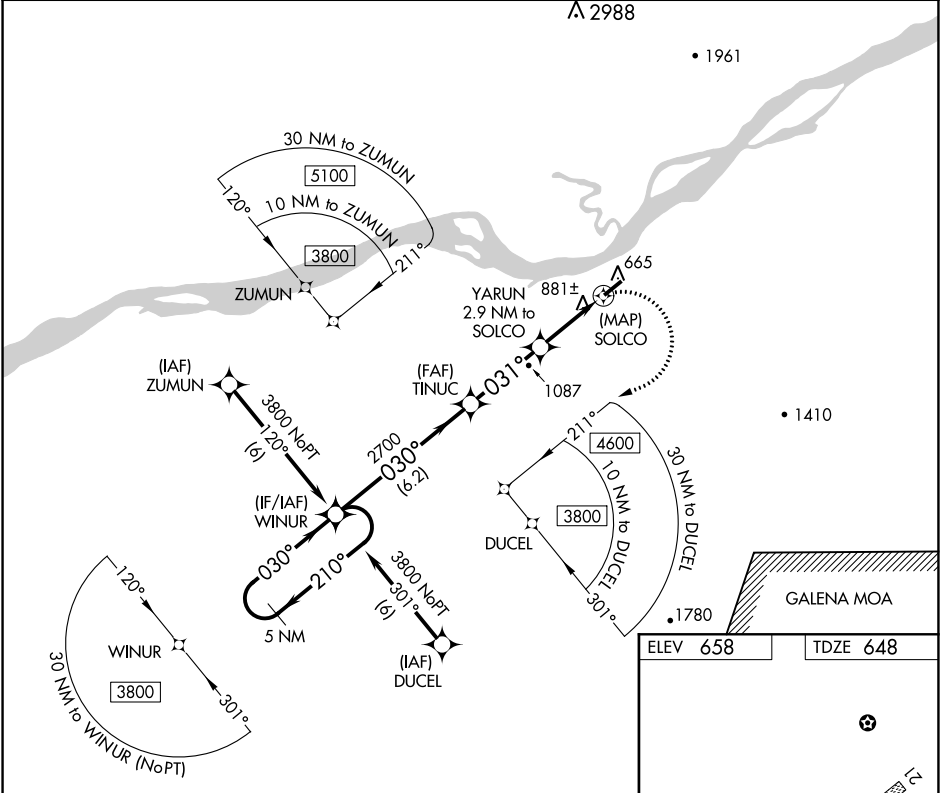 2988
1961
30 NM to ZUMUN
5100
120°
10 NM to ZUMUN
3800
211°
ZUMUN
665
881±
YARUN
2.9 NM to
SOLCO
(MAP)
SOLCO
(IAF)
ZUMUN
(FAF)
TINUC
031°
1087
3800 NoPT
120°
(6)
2700
030°
(6.2)
1410
211°
4600
30 NM to DUCEL
10 NM to DUCEL
3800
DUCEL
301°
(IF/IAF)
WINUR
030°
210°
5 NM
3800 NoPT
301°
(6)
(IAF)
DUCEL
120°
WINUR
3800
301°
30 NM to WINUR (NoPT)
GALENA MOA
1780
ELEV 658
TDZE 648
21